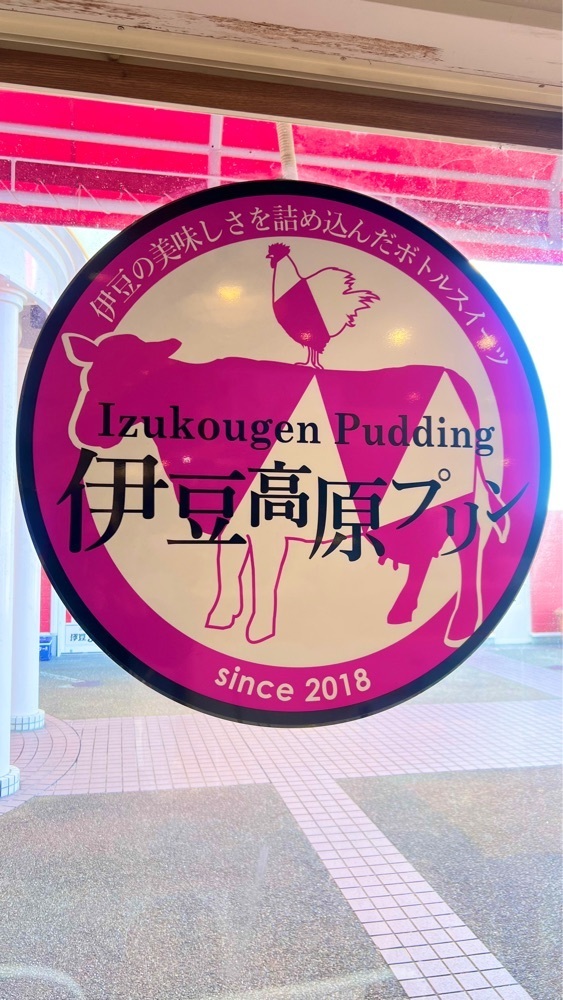 伊豆の美味しさを詰め込んだボトルスイーツ
Izukougen Pudding
伊豆高原プリン
since 2018